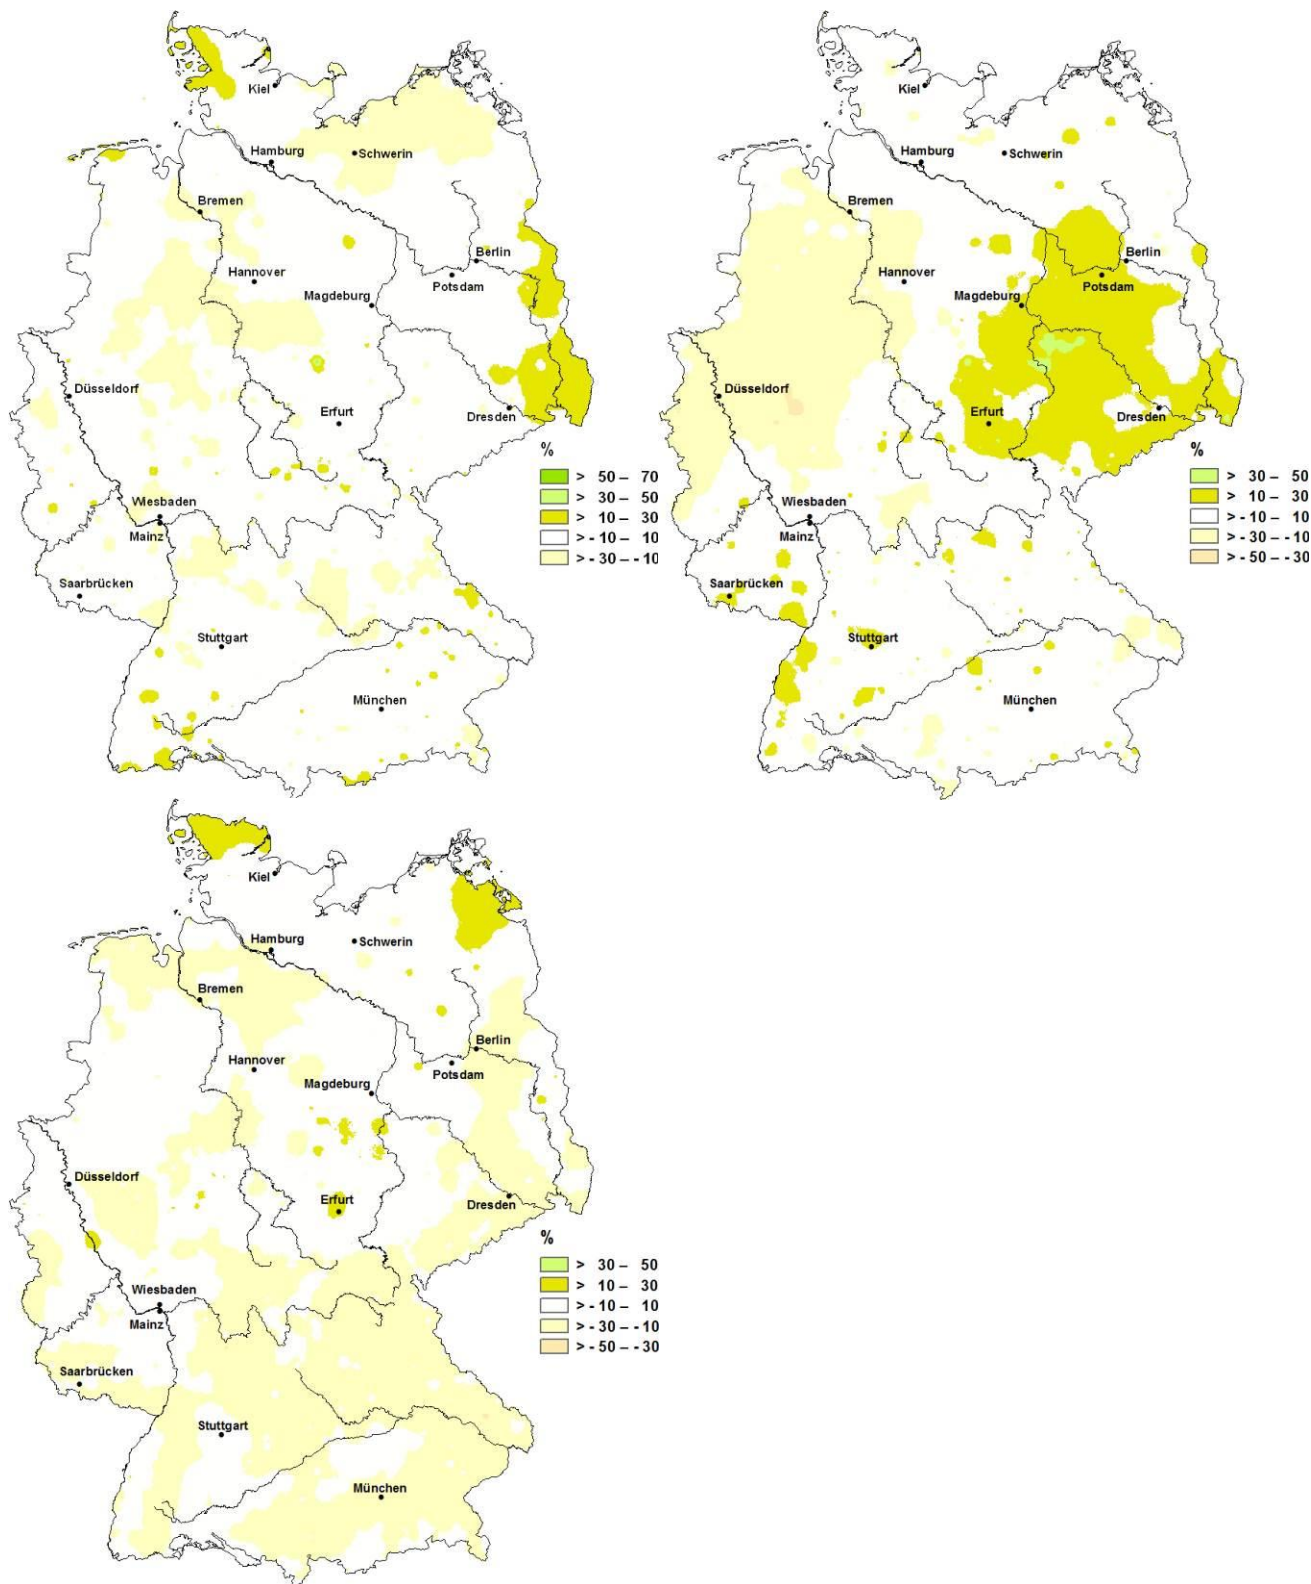 Kiel
Hamburg
Schwerin
Bremen
Berlin
Hannover
Potsdam
Magdeburg
Düsseldorf
Erfurt
Dresden
%
> 50 – 70
> 30 – 50
> 10 – 30
> - 10 – 10
> - 30 – - 10
Wiesbaden
Mainz
Saarbrücken
Stuttgart
München
Kiel
Hamburg
Schwerin
Bremen
Berlin
Hannover
Potsdam
Magdeburg
Düsseldorf
Erfurt
Dresden
%
> 30 – 50
> 10 – 30
> - 10 – 10
> - 30 – - 10
> - 50 – - 30
Wiesbaden
Mainz
Saarbrücken
Stuttgart
München
Kiel
Hamburg
Schwerin
Bremen
Berlin
Hannover
Potsdam
Magdeburg
Düsseldorf
Erfurt
Dresden
%
> 30 – 50
> 10 – 30
> - 10 – 10
> - 30 – - 10
> - 50 – - 30
Wiesbaden
Mainz
Saarbrücken
Stuttgart
München